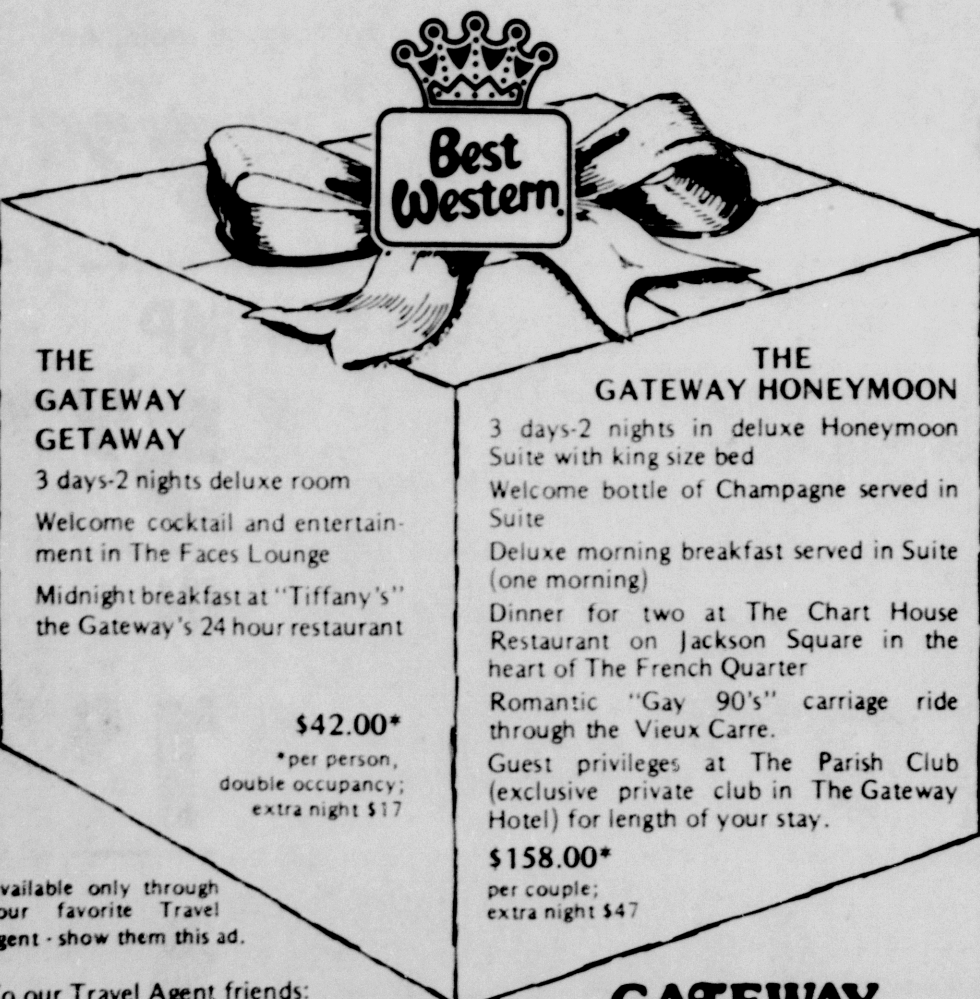 Best
Western
THE
GATEWAY
GETAWAY
3 days-2 nights deluxe room
Welcome cocktail and entertain-
ment in The Faces Lounge
Midnight breakfast at "Tiffany's"
the Gateway's 24 hour restaurant
$42.00*
*per person,
double occupancy;
extra night $17
THE
GATEWAY HONEYMOON
3 days-2 nights in deluxe Honeymoon
Suite with king size bed
Welcome bottle of Champagne served in
Suite
Deluxe morning breakfast served in Suite
(one morning)
Dinner for two at The Chart House
Restaurant on Jackson Square in the
heart of The French Quarter
Romantic "Gay 90's" carriage ride
through the Vieux Carre.
Guest privileges at The Parish Club
(exclusive private club in The Gateway
Hotel) for length of your stay.
$158.00*
per couple;
extra night $47
vailable only through
our favorite Travel
gent - show them this ad.
o our Travel Agent friends:
GATEWAY